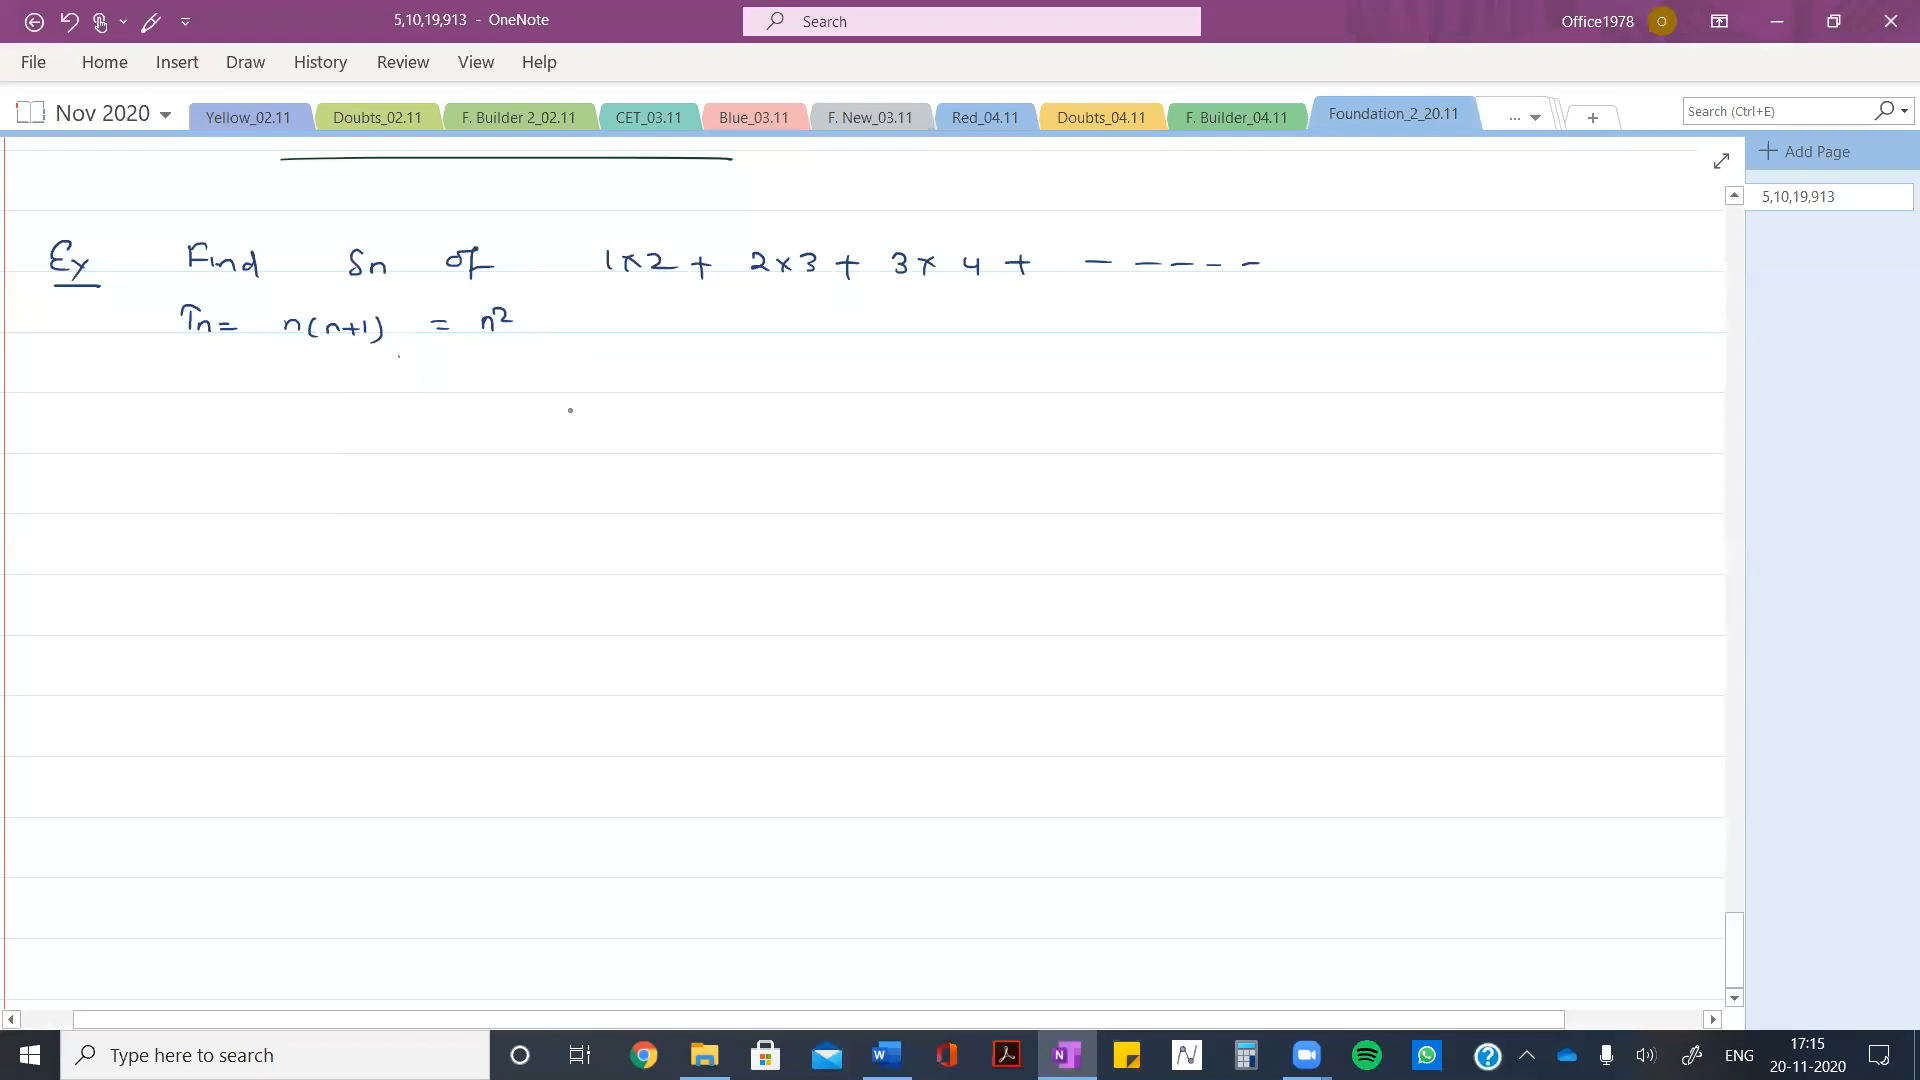 5,10,19,913 - OneNote
Search
Office1978
O
File Home Insert Draw History Review View Help
Nov 2020
Yellow_02.11 Doubts_02.11 F. Builder 2_02.11 CET_03.11 Blue_03.11 F. New_03.11 Red_04.11 Doubts_04.11 F. Builder_04.11 Foundation_2_20.11 ...
Search (Ctrl+E)
Add Page
5,10,19,913
Ex Find Sn of 1×2 + 2×3 + 3×4 + - - - - - -
Tn = n(n+1) = n²
Type here to search
ENG
17:15
20-11-2020